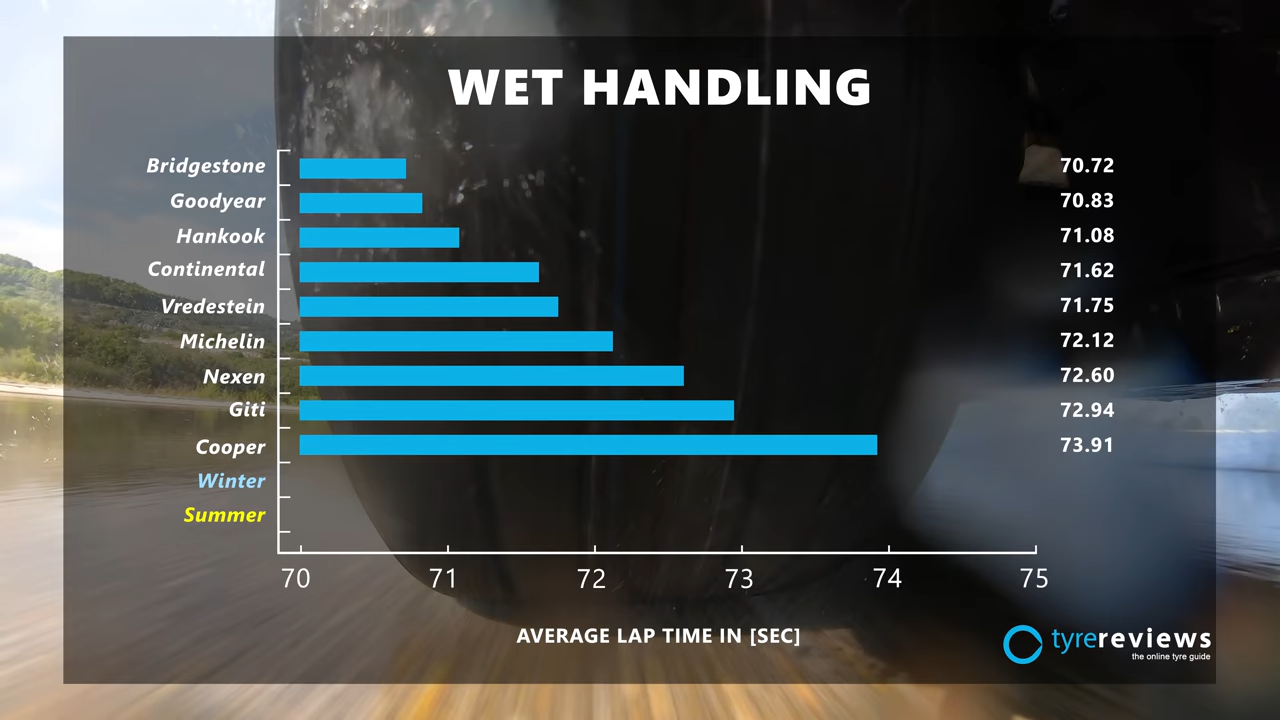 WET HANDLING
Bridgestone 70.72
Goodyear 70.83
Hankook 71.08
Continental 71.62
Vredestein 71.75
Michelin 72.12
Nexen 72.60
Giti 72.94
Cooper 73.91
Winter
Summer
70 71 72 73 74 75
AVERAGE LAP TIME IN [SEC]
tyrereviews
the online tyre guide